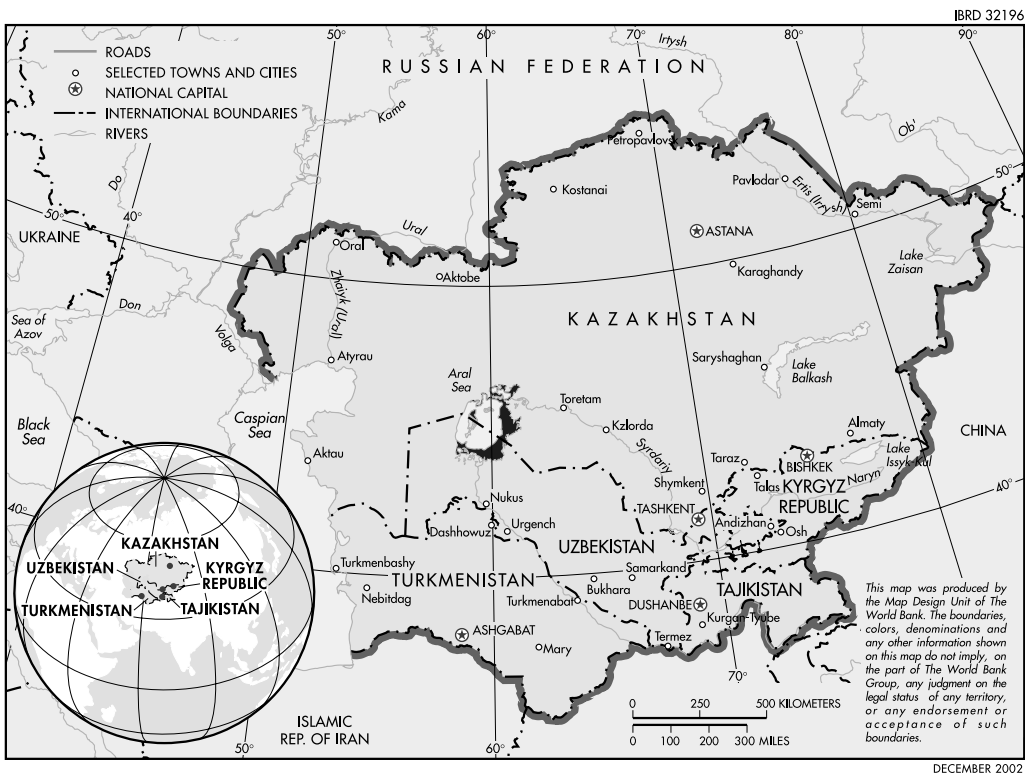 IBRD 32196
50°
60°
70°
80°
90°
ROADS
SELECTED TOWNS AND CITIES
NATIONAL CAPITAL
INTERNATIONAL BOUNDARIES
RIVERS
RUSSIAN FEDERATION
Irtysh
Kama
Ob'
Do
Petropavlovsk
Kostanai
Pavlodar
Ertis (Irtysh)
Semi
50°
50°
40°
UKRAINE
Ural
Oral
ASTANA
Lake
Zaisan
Aktobe
Karaghandy
Zhaiyk (Ural)
Don
Volga
Sea of
Azov
KAZAKHSTAN
Atyrau
Saryshaghan
Lake
Balkash
Aral
Sea
Toretam
Kzlorda
Syrdariy
Caspian
Sea
Black
Sea
Almaty
CHINA
Aktau
Taraz
BISHKEK
Lake
Issyk-Kul
Talas
Naryn
KYRGYZ
REPUBLIC
Shymkent
40°
40°
Nukus
TASHKENT
Andizhan
Osh
Dashhowuz
Urgench
UZBEKISTAN
KAZAKHSTAN
UZBEKISTAN
KYRGYZ
REPUBLIC
TURKMENISTAN
TAJIKISTAN
Turkmenbashy
TURKMENISTAN
Nebitdag
Samarkand
Bukhara
Turkmenabat
TAJIKISTAN
DUSHANBE
Kurgan-Tyube
ASHGABAT
Mary
Termez
70°
ISLAMIC
REP. OF IRAN
50°
60°
0
250
500 KILOMETERS
0
100
200
300 MILES
This map was produced by
the Map Design Unit of The
World Bank. The boundaries,
colors, denominations and
any other information shown
on this map do not imply, on
the part of The World Bank
Group, any judgment on the
legal status of any territory,
or any endorsement or
acceptance of such
boundaries.
DECEMBER 2002